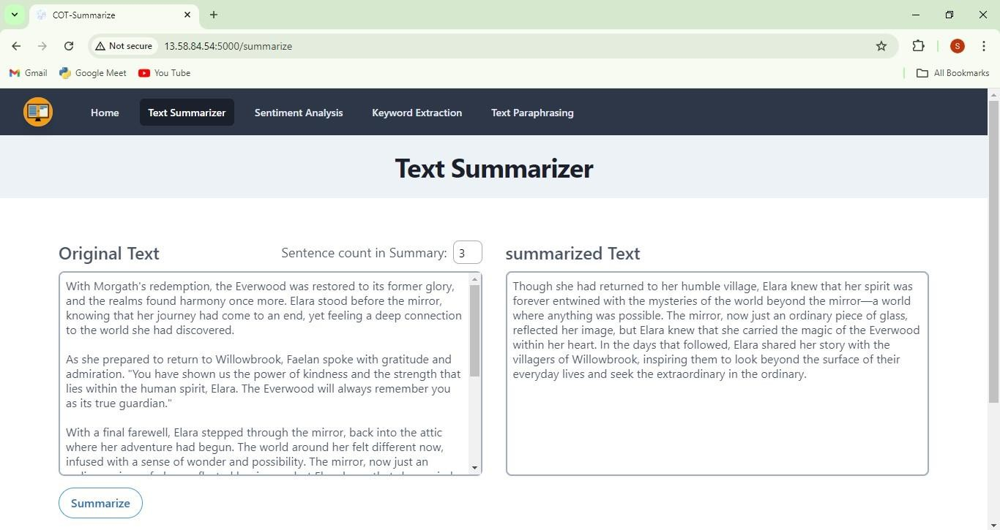 COT-Summarize
Not secure
13.58.84.54:5000/summarize
S
Gmail
Google Meet
You Tube
All Bookmarks
Home
Text Summarizer
Sentiment Analysis
Keyword Extraction
Text Paraphrasing
Text Summarizer
Original Text
Sentence count in Summary: 3
With Morgath's redemption, the Everwood was restored to its former glory,
and the realms found harmony once more. Elara stood before the mirror,
knowing that her journey had come to an end, yet feeling a deep connection
to the world she had discovered.
As she prepared to return to Willowbrook, Faelan spoke with gratitude and
admiration. "You have shown us the power of kindness and the strength that
lies within the human spirit, Elara. The Everwood will always remember you
as its true guardian."
With a final farewell, Elara stepped through the mirror, back into the attic
where her adventure had begun. The world around her felt different now,
infused with a sense of wonder and possibility. The mirror, now just an
Summarize
summarized Text
Though she had returned to her humble village, Elara knew that her spirit was
forever entwined with the mysteries of the world beyond the mirror—a world
where anything was possible. The mirror, now just an ordinary piece of glass,
reflected her image, but Elara knew that she carried the magic of the Everwood
within her heart. In the days that followed, Elara shared her story with the
villagers of Willowbrook, inspiring them to look beyond the surface of their
everyday lives and seek the extraordinary in the ordinary.